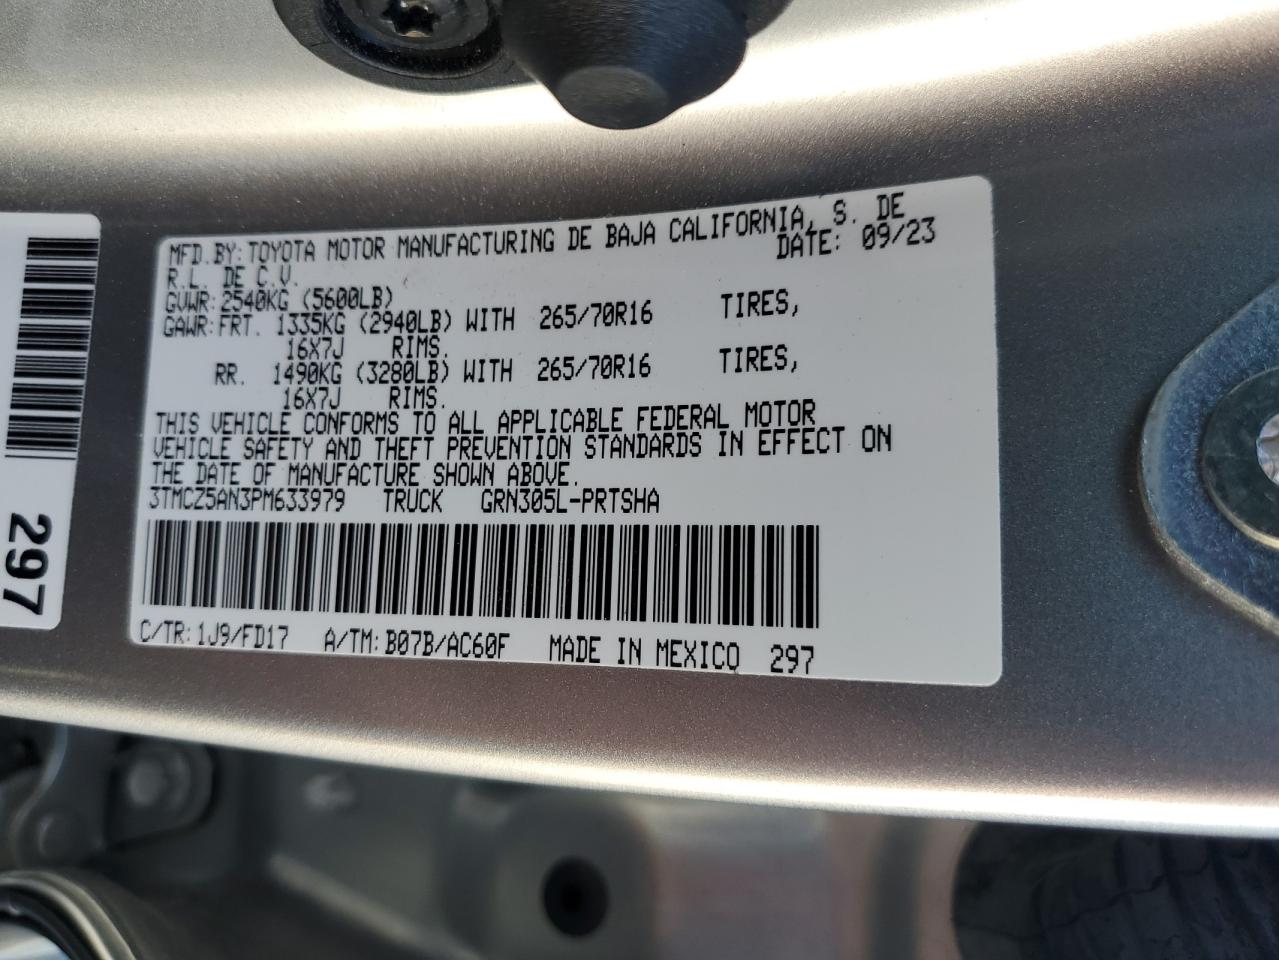 MFD.BY: TOYOTA MOTOR MANUFACTURING DE BAJA CALIFORNIA, S. DE
R.L. DE C.V. DATE: 09/23
GVWR: 2540KG (5600LB)
GAWR: FRT. 1335KG (2940LB) WITH 265/70R16 TIRES,
16X7J RIMS.
RR. 1490KG (3280LB) WITH 265/70R16 TIRES,
16X7J RIMS.
THIS VEHICLE CONFORMS TO ALL APPLICABLE FEDERAL MOTOR
VEHICLE SAFETY AND THEFT PREVENTION STANDARDS IN EFFECT ON
THE DATE OF MANUFACTURE SHOWN ABOVE.
3TMCZ5AN3PM633979 TRUCK GRN305L-PRTSHA
C/TR: 1J9/FD17 A/TM: B07B/AC60F MADE IN MEXICO 297
297